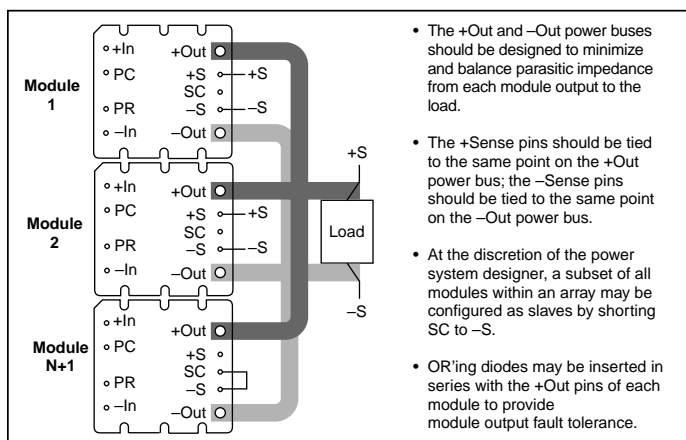 Module
1
+In
PC
PR
–In
+Out
+S
SC
–S
–Out
+S
–S
Module
2
+In
PC
PR
–In
+Out
+S
SC
–S
–Out
+S
–S
Module
N+1
+In
PC
PR
–In
+Out
+S
SC
–S
–Out
+S
Load
–S
• The +Out and –Out power buses
should be designed to minimize
and balance parasitic impedance
from each module output to the
load.
• The +Sense pins should be tied
to the same point on the +Out
power bus; the –Sense pins
should be tied to the same point
on the –Out power bus.
• At the discretion of the power
system designer, a subset of all
modules within an array may be
configured as slaves by shorting
SC to –S.
• OR'ing diodes may be inserted in
series with the +Out pins of each
module to provide
module output fault tolerance.